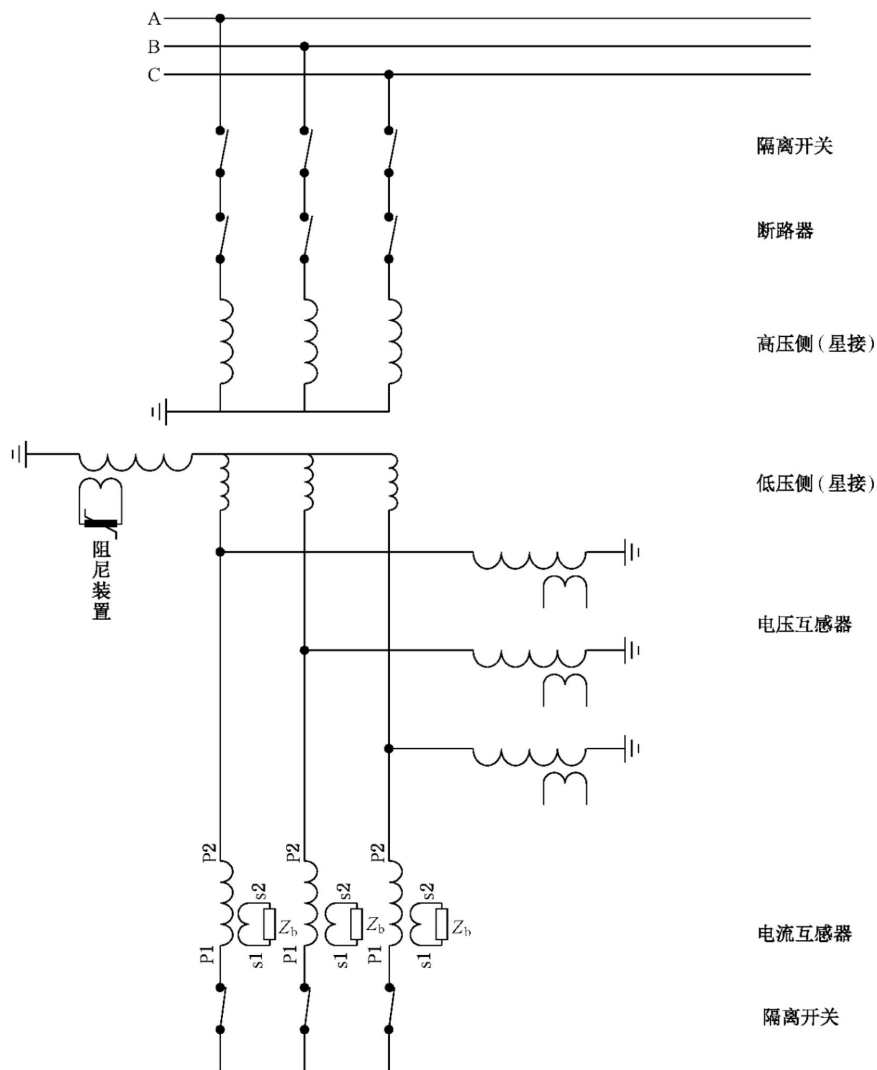 A
B
C
隔离开关
断路器
高压侧(星接)
低压侧(星接)
阻尼装置
电压互感器
P2 P2 P2
s2 s2 s2
Zb Zb Zb
电流互感器
P1 s1 P1 s1 P1 s1
隔离开关